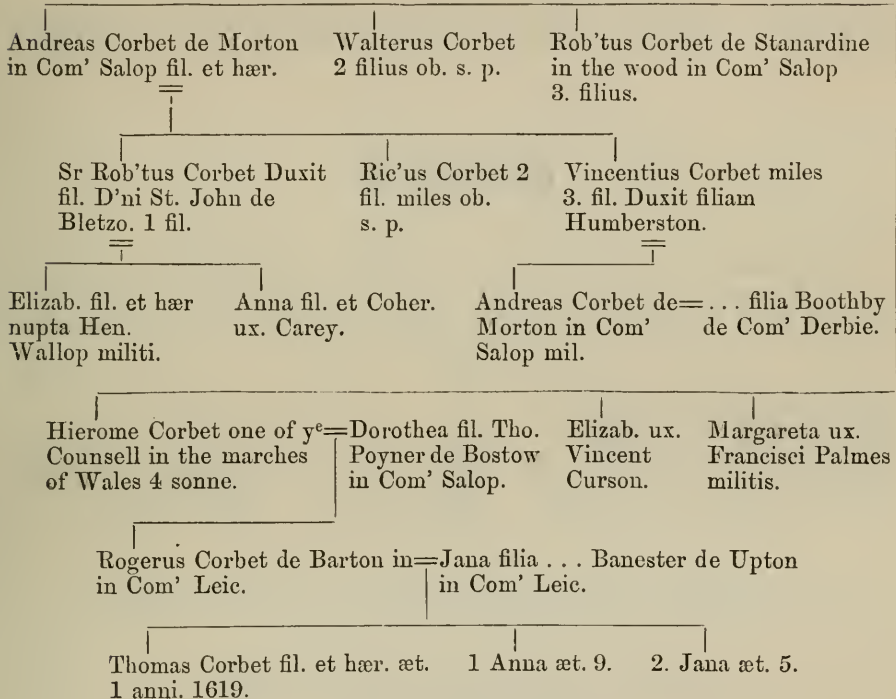 Andreas Corbet de Morton
in Com' Salop fil. et hær.
Walterus Corbet
2 filius ob. s. p.
Rob'tus Corbet de Stanardine
in the wood in Com' Salop
3. filius.
Sr Rob'tus Corbet Duxit
fil. D'ni St. John de
Bletzo. 1 fil.
Ric'us Corbet 2
fil. miles ob.
s. p.
Vincentius Corbet miles
3. fil. Duxit filiam
Humberston.
Elizab. fil. et hær
nupta Hen.
Wallop militi.
Anna fil. et Coher.
ux. Carey.
Andreas Corbet de
Morton in Com'
Salop mil.
. . . filia Boothby
de Com' Derbie.
Hierome Corbet one of yᵉ
Counsell in the marches
of Wales 4 sonne.
Dorothea fil. Tho.
Poyner de Bostow
in Com' Salop.
Elizab. ux.
Vincent
Curson.
Margareta ux.
Francisci Palmes
militis.
Rogerus Corbet de Barton in
in Com' Leic.
Jana filia . . . Banester de Upton
in Com' Leic.
Thomas Corbet fil. et hær. æt.
1 anni. 1619.
1 Anna æt. 9.
2. Jana æt. 5.